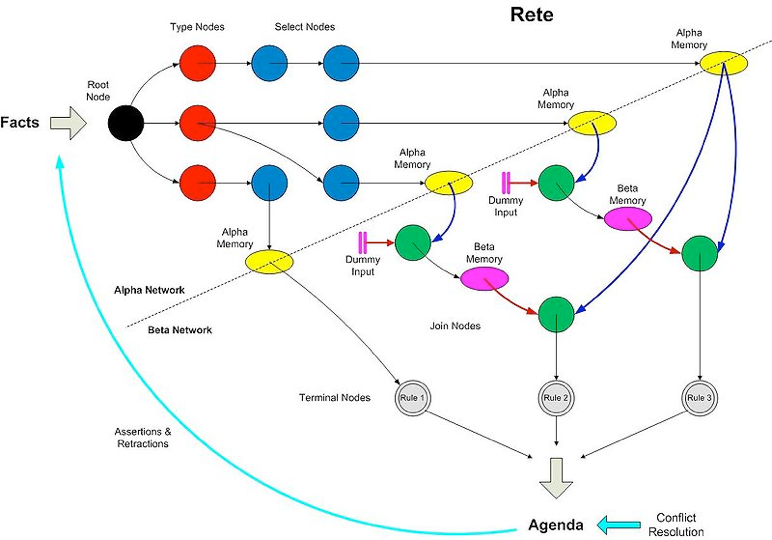 Rete
Type Nodes
Select Nodes
Alpha
Memory
Root
Node
Alpha
Memory
Facts
Alpha
Memory
Dummy
Input
Beta
Memory
Alpha
Memory
Dummy
Input
Beta
Memory
Alpha Network
Beta Network
Join Nodes
Terminal Nodes
Rule 1
Rule 2
Rule 3
Assertions &
Retractions
Agenda
Conflict
Resolution